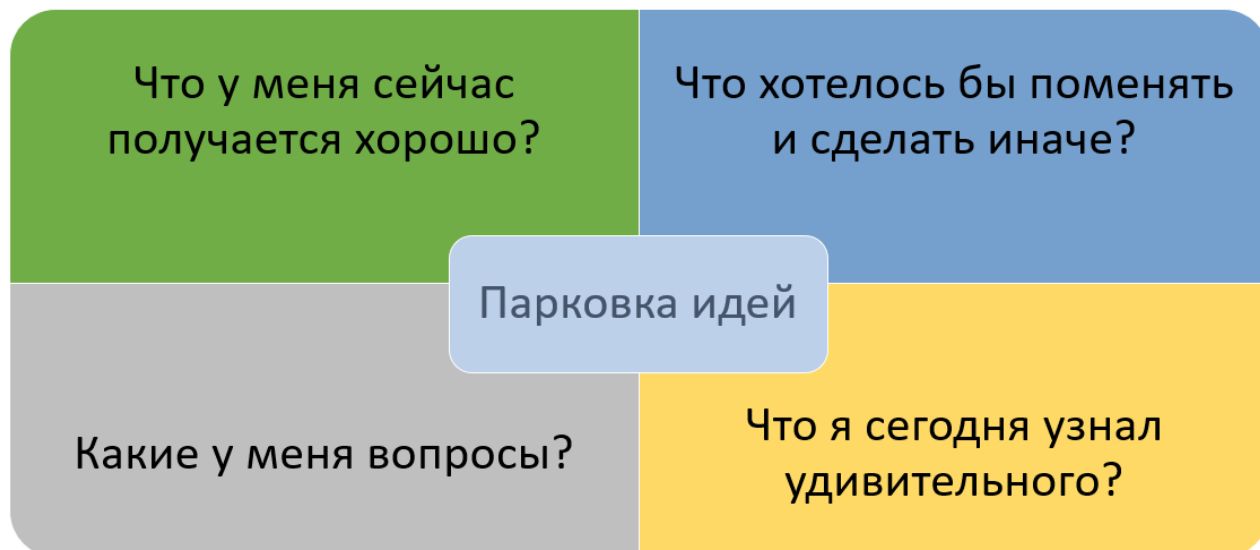 Что у меня сейчас
получается хорошо?
Что хотелось бы поменять
и сделать иначе?
Парковка идей
Какие у меня вопросы?
Что я сегодня узнал
удивительного?